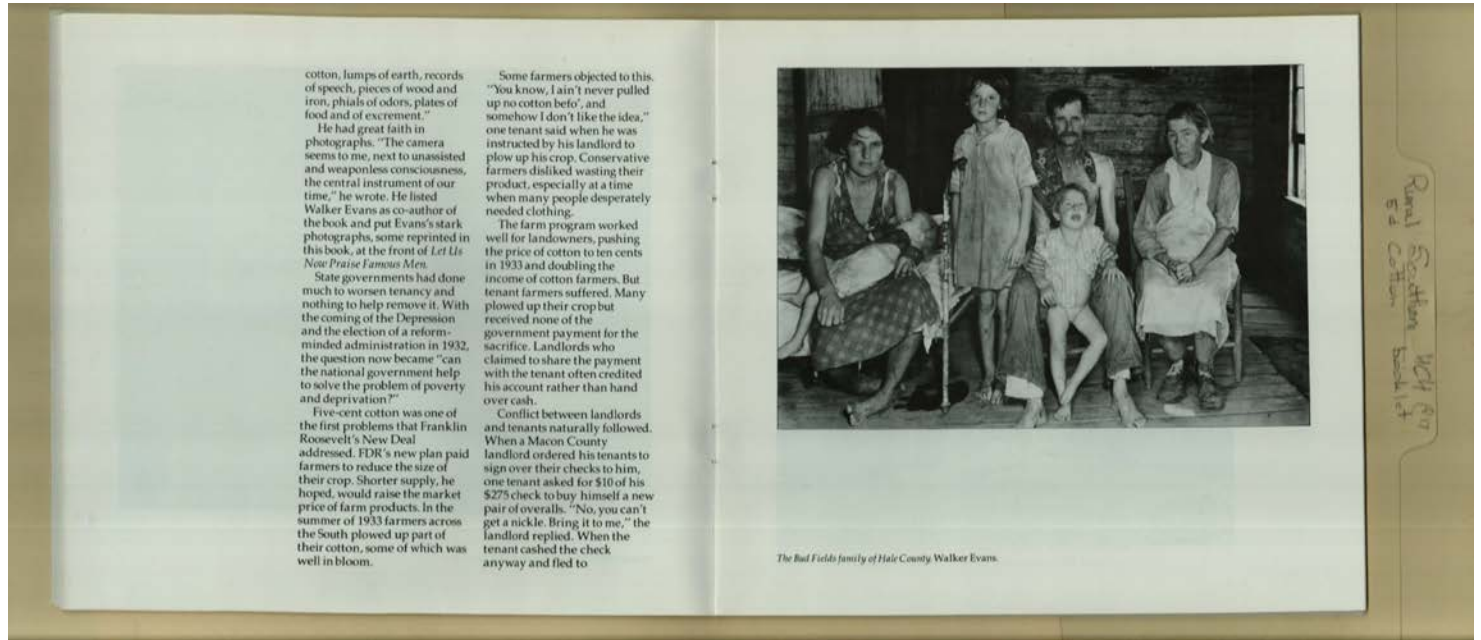 cotton, lumps of earth, records
of speech, pieces of wood and
iron, phials of odors, plates of
food and of excrement."
He had great faith in
photographs. "The camera
seems to me, next to unassisted
and weaponless consciousness,
the central instrument of our
time," he wrote. He listed
Walker Evans as co-author of
the book and put Evans's stark
photographs, some reprinted in
this book, at the front of Let Us
Now Praise Famous Men.
State governments had done
much to worsen tenancy and
nothing to help remove it. With
the coming of the Depression
and the election of a reform-
minded administration in 1932,
the question now became "can
the national government help
to solve the problem of poverty
and deprivation?"
Five-cent cotton was one of
the first problems that Franklin
Roosevelt's New Deal
addressed. FDR's new plan paid
farmers to reduce the size of
their crop. Shorter supply, he
hoped, would raise the market
price of farm products. In the
summer of 1933 farmers across
the South plowed up part of
their cotton, some of which was
well in bloom.
Some farmers objected to this.
"You know, I ain't never pulled
up no cotton befo', and
somehow I don't like the idea,"
one tenant said when he was
instructed by his landlord to
plow up his crop. Conservative
farmers disliked wasting their
product, especially at a time
when many people desperately
needed clothing.
The farm program worked
well for landowners, pushing
the price of cotton to ten cents
in 1933 and doubling the
income of cotton farmers. But
tenant farmers suffered. Many
plowed up their crop but
received none of the
government payment for the
sacrifice. Landlords who
claimed to share the payment
with the tenant often credited
his account rather than hand
over cash.
Conflict between landlords
and tenants naturally followed.
When a Macon County
landlord ordered his tenants to
sign over their checks to him,
one tenant asked for $10 of his
$275 check to buy himself a new
pair of overalls. "No, you can't
get a nickle. Bring it to me," the
landlord replied. When the
tenant cashed the check
anyway and fled to
The Bud Fields family of Hale County. Walker Evans.
Rural Southern
Ed Cotton booklet